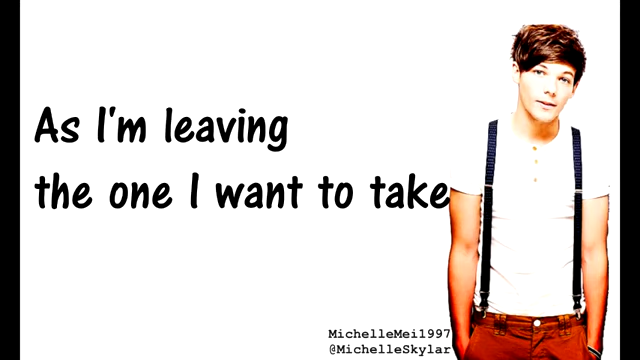 As I'm leaving
the one I want to take
MichelleMei1997
@MichelleSkylar